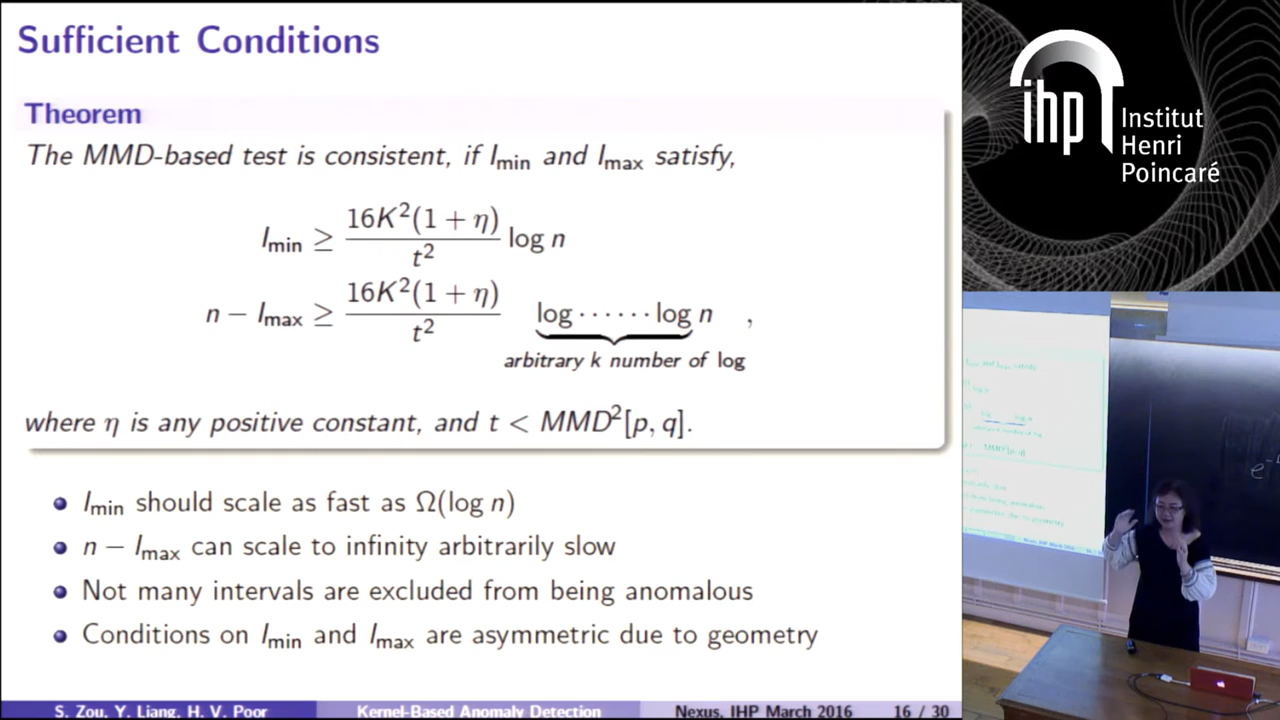 Sufficient Conditions
Theorem
The MMD-based test is consistent, if I_min and I_max satisfy,
I_min ≥ 16K²(1 + η) / t² log n
n − I_max ≥ 16K²(1 + η) / t² log ⋯⋯ log n ,
arbitrary k number of log
where η is any positive constant, and t < MMD²[p, q].
I_min should scale as fast as Ω(log n)
n − I_max can scale to infinity arbitrarily slow
Not many intervals are excluded from being anomalous
Conditions on I_min and I_max are asymmetric due to geometry
S. Zou, Y. Liang, H. V. Poor Kernel-Based Anomaly Detection Nexus, IHP March 2016 16 / 30
ihp Institut
Henri
Poincaré